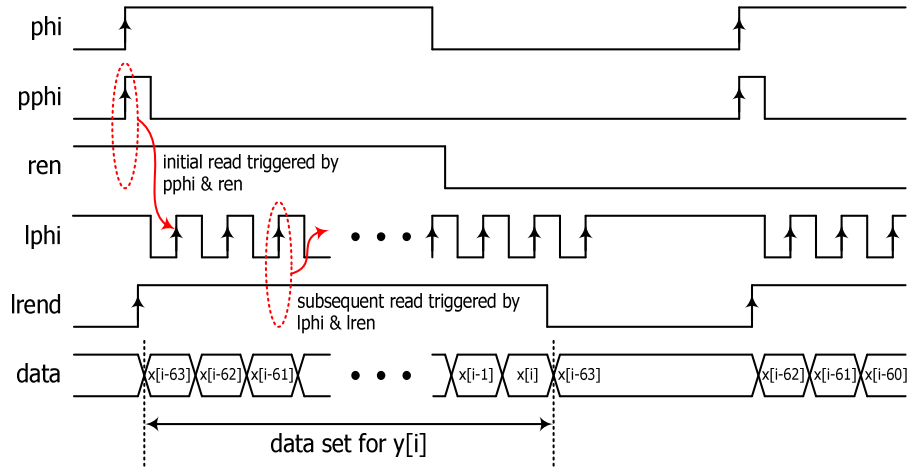 phi
pphi
ren
initial read triggered by
pphi & ren
lphi
• • •
lrend
subsequent read triggered by
lphi & lren
data
x[i-63] x[i-62] x[i-61] • • • x[i-1] x[i] x[i-63] x[i-62] x[i-61] x[i-60]
data set for y[i]